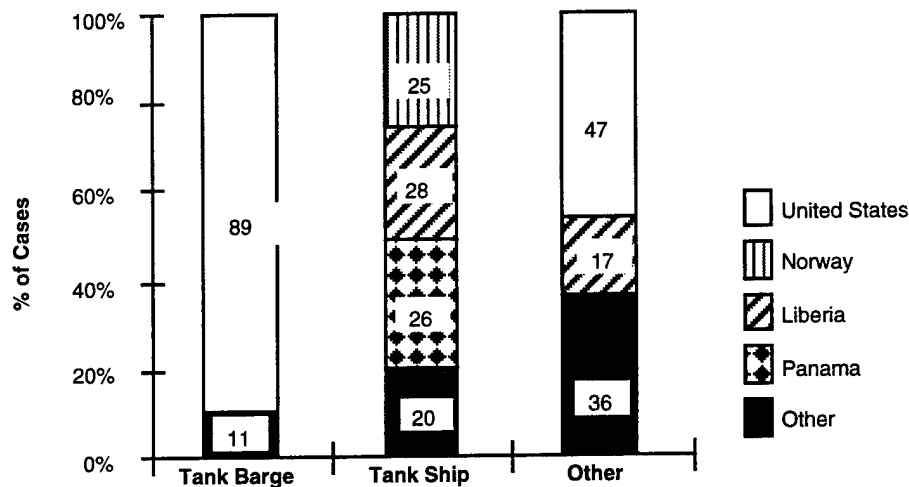 100%
80%
60%
40%
20%
0%
% of Cases
89
11
25
28
26
20
47
17
36
Tank Barge
Tank Ship
Other
United States
Norway
Liberia
Panama
Other